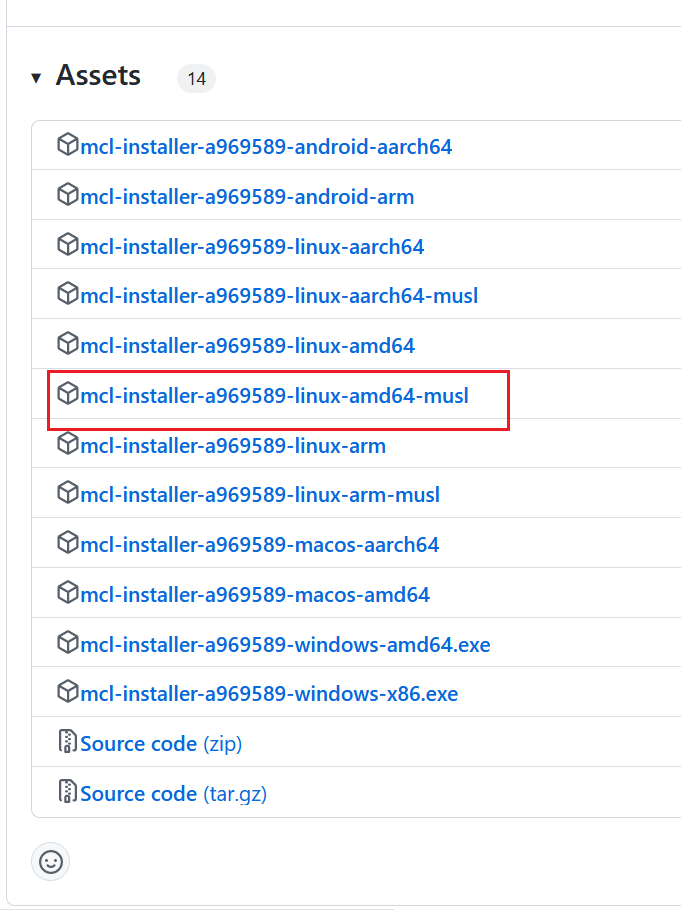 Assets 14
mcl-installer-a969589-android-aarch64
mcl-installer-a969589-android-arm
mcl-installer-a969589-linux-aarch64
mcl-installer-a969589-linux-aarch64-musl
mcl-installer-a969589-linux-amd64
mcl-installer-a969589-linux-amd64-musl
mcl-installer-a969589-linux-arm
mcl-installer-a969589-linux-arm-musl
mcl-installer-a969589-macos-aarch64
mcl-installer-a969589-macos-amd64
mcl-installer-a969589-windows-amd64.exe
mcl-installer-a969589-windows-x86.exe
Source code (zip)
Source code (tar.gz)